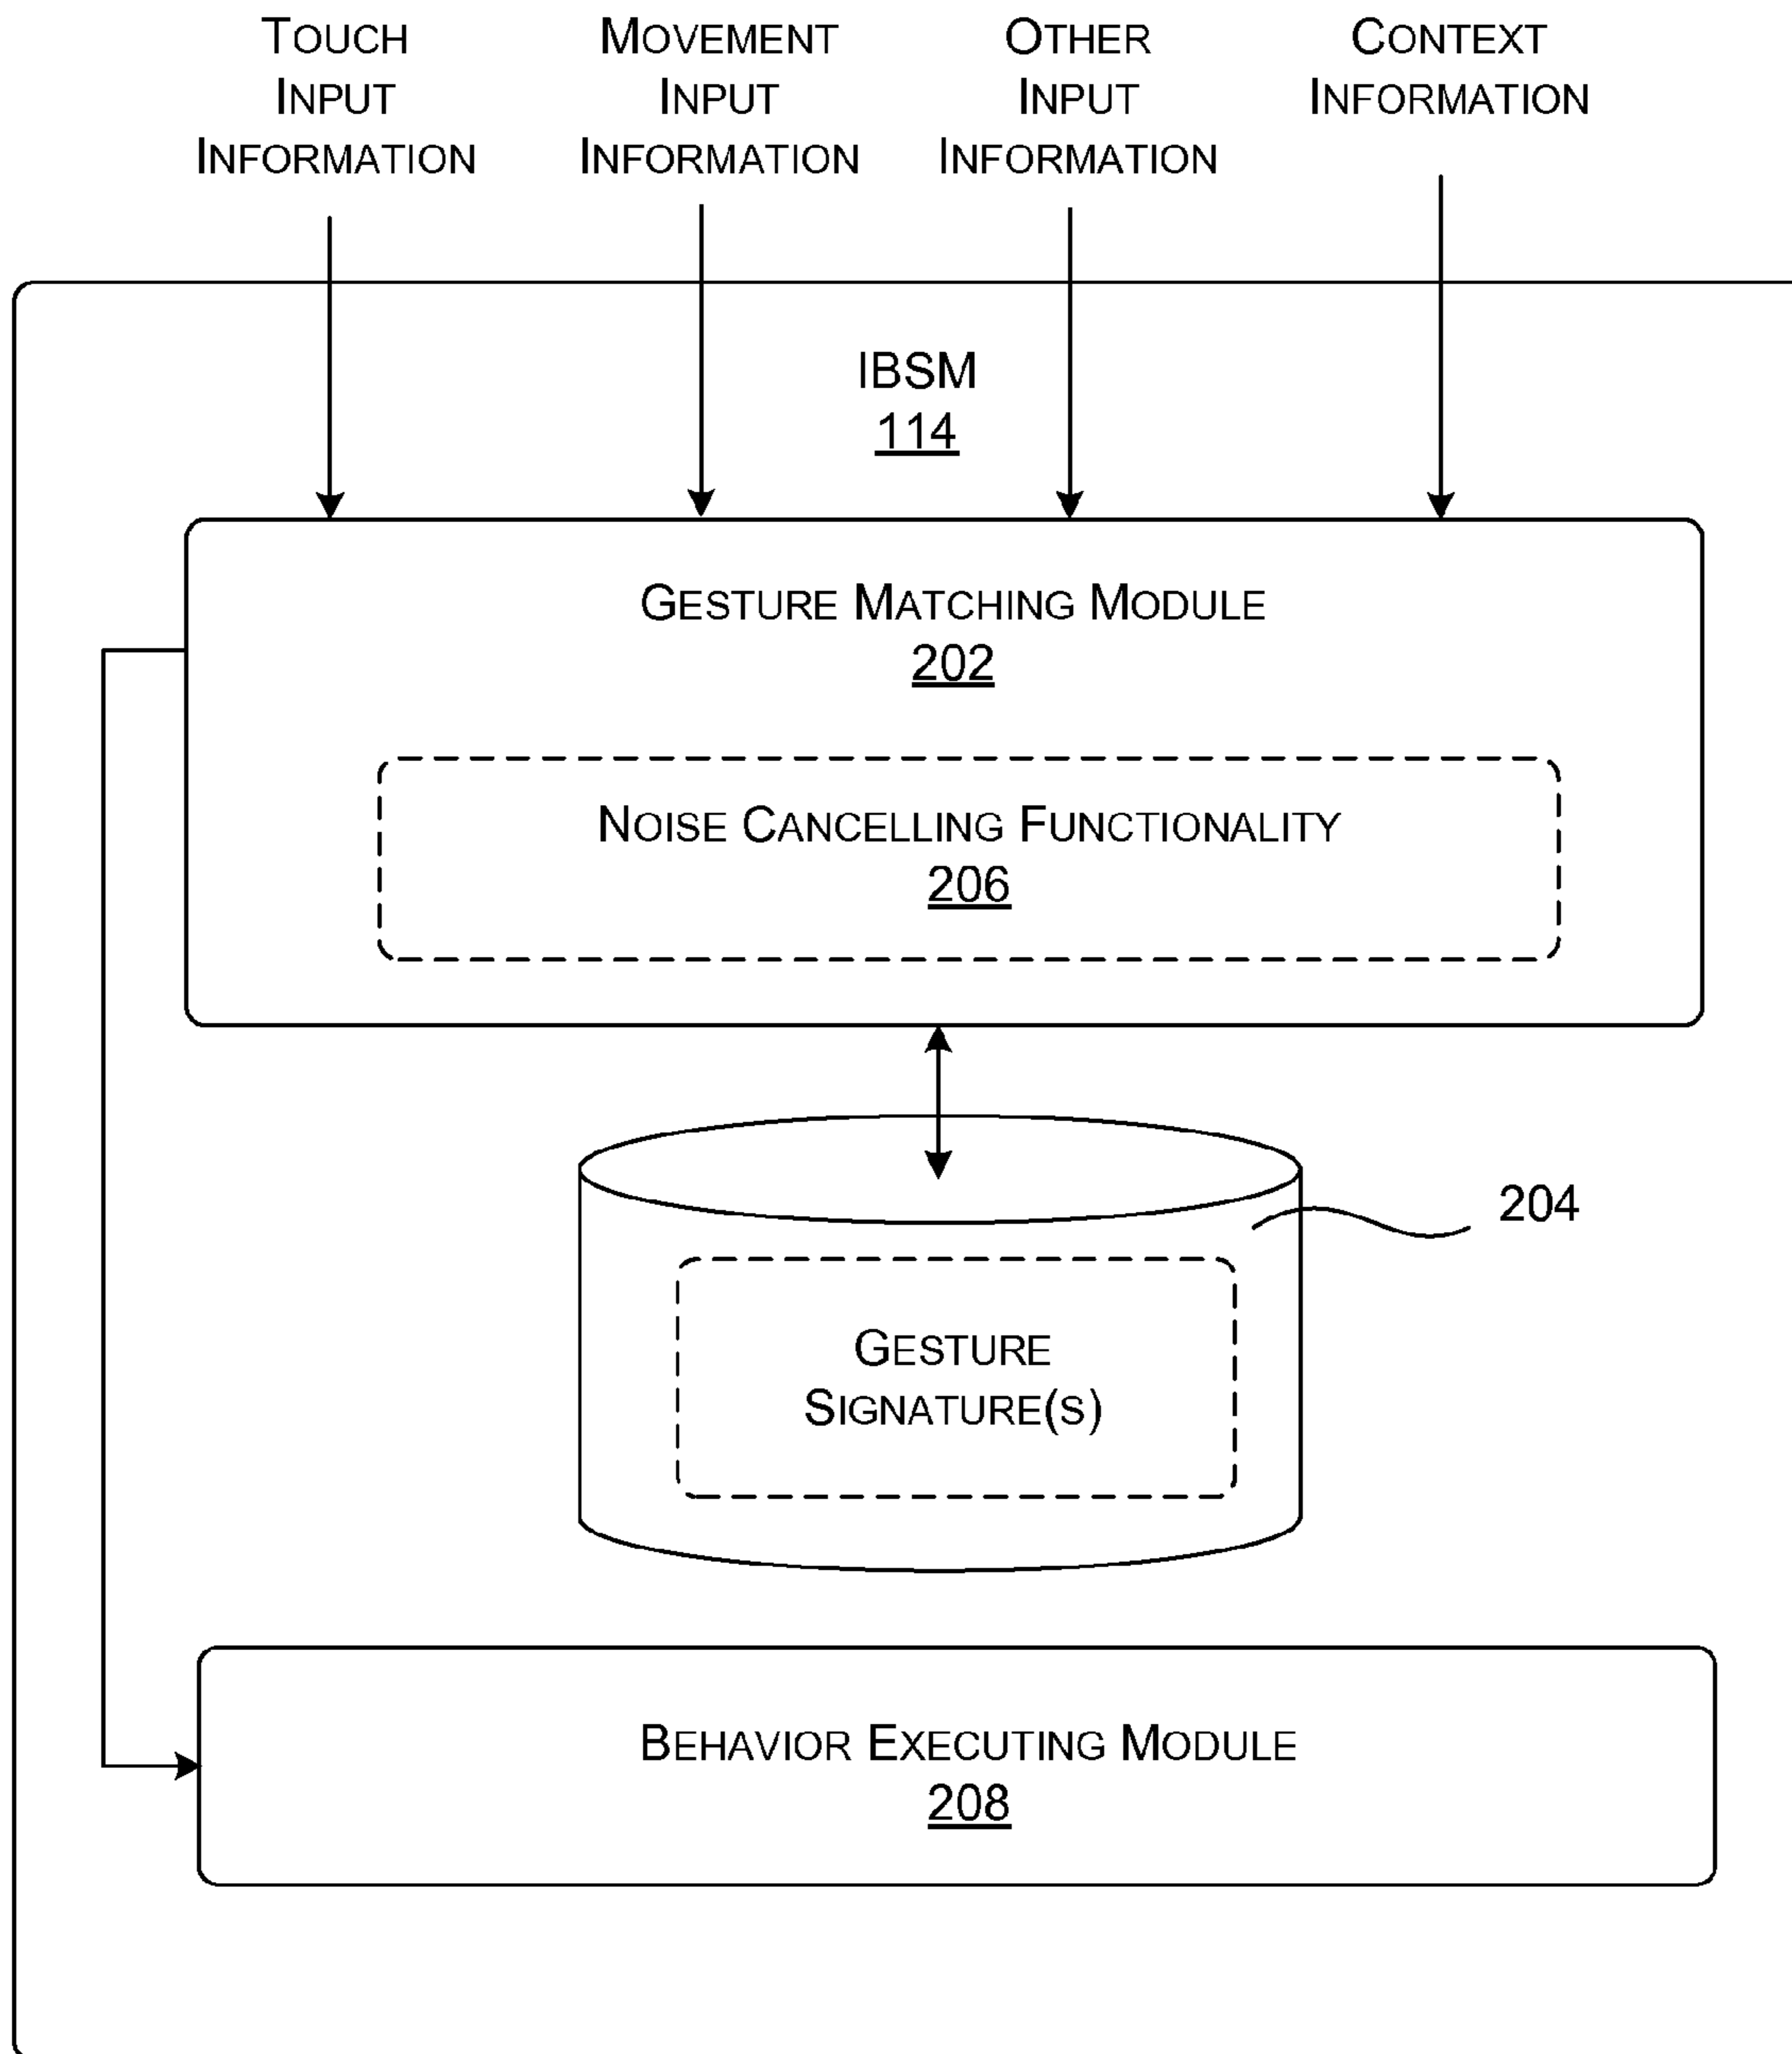 TOUCH
INPUT
INFORMATION
MOVEMENT
INPUT
INFORMATION
OTHER
INPUT
INFORMATION
CONTEXT
INFORMATION
IBSM
114
GESTURE MATCHING MODULE
202
NOISE CANCELLING FUNCTIONALITY
206
204
GESTURE
SIGNATURE(S)
BEHAVIOR EXECUTING MODULE
208